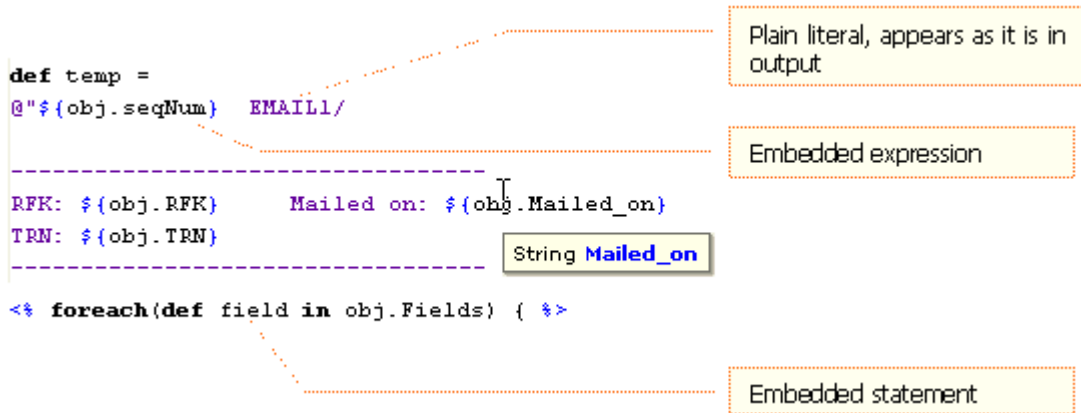 Plain literal, appears as it is in
output
def temp =
@"${obj.seqNum}  EMAIL1/
Embedded expression
---------------------------------
RFK: ${obj.RFK}     Mailed on: ${obj.Mailed_on}
TRN: ${obj.TRN}
String Mailed_on
---------------------------------
<% foreach(def field in obj.Fields) { %>
Embedded statement